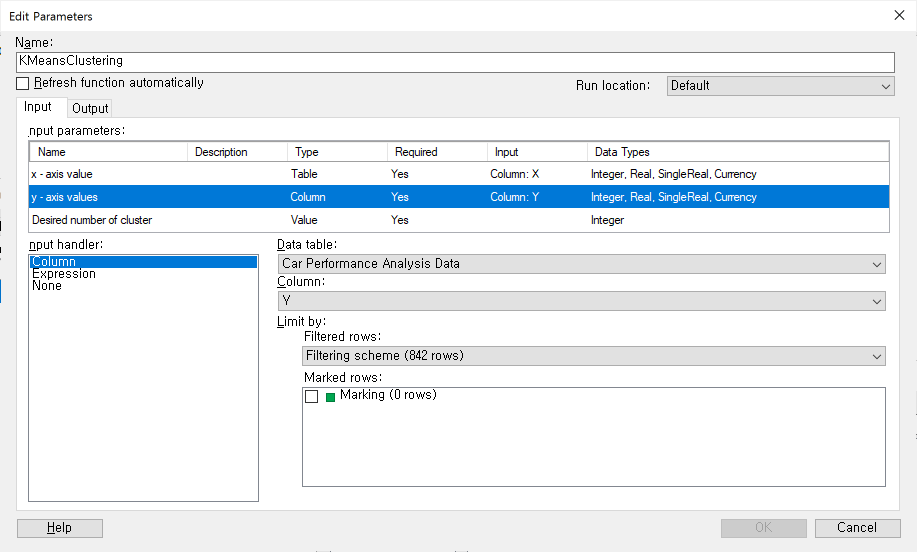 Edit Parameters
Name:
KMeansClustering
Refresh function automatically
Run location: Default
Input Output
nput parameters:
Name Description Type Required Input Data Types
x - axis value Table Yes Column: X Integer, Real, SingleReal, Currency
y - axis values Column Yes Column: Y Integer, Real, SingleReal, Currency
Desired number of cluster Value Yes Integer
nput handler:
Column
Expression
None
Data table:
Car Performance Analysis Data
Column:
Y
Limit by:
Filtered rows:
Filtering scheme (842 rows)
Marked rows:
Marking (0 rows)
Help OK Cancel